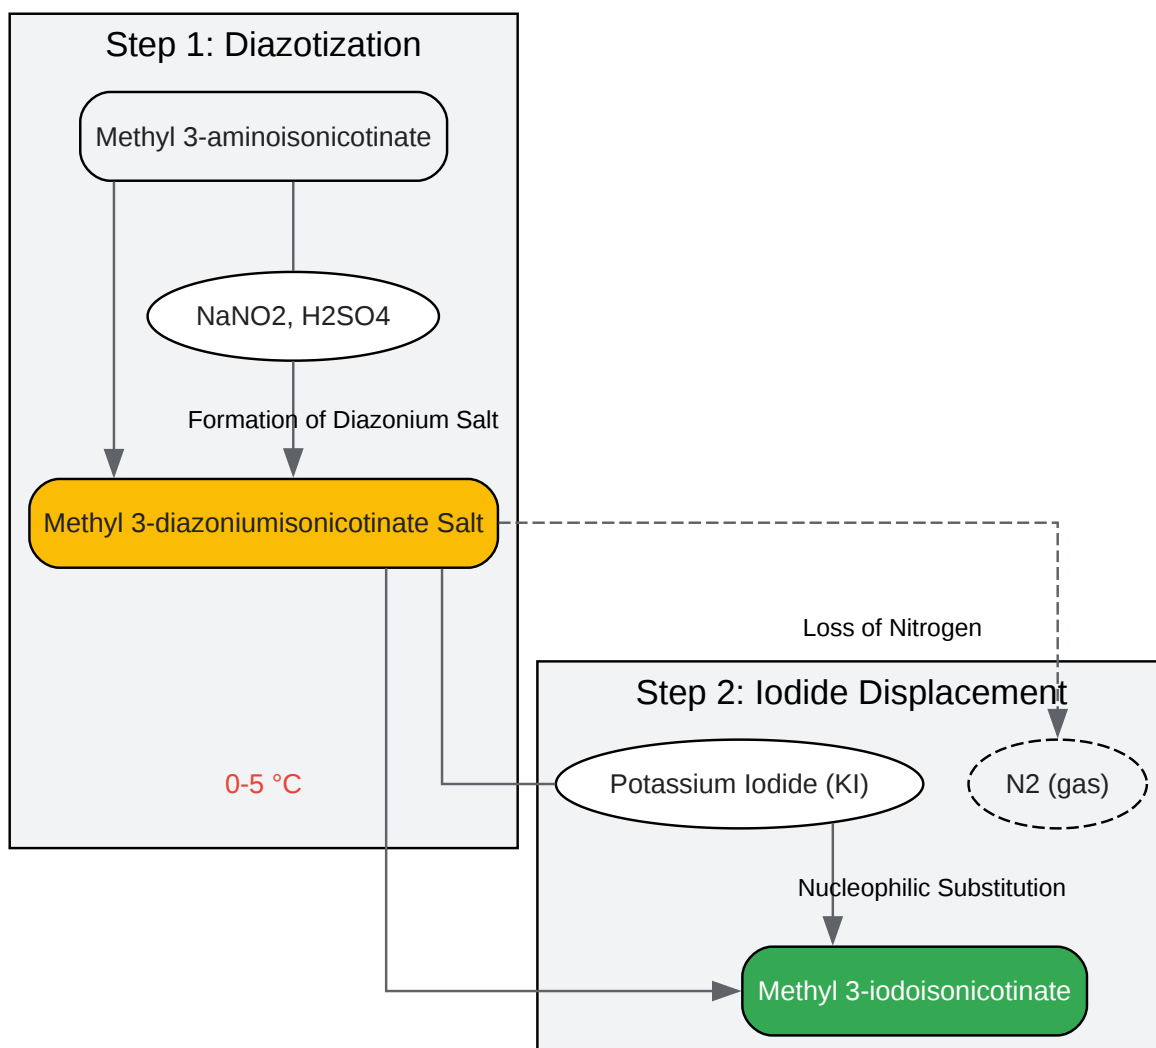 Step 1: Diazotization
Methyl 3-aminoisonicotinate
NaNO2, H2SO4
Formation of Diazonium Salt
Methyl 3-diazoniumisonicotinate Salt
Loss of Nitrogen
Step 2: Iodide Displacement
0-5 °C
Potassium Iodide (KI)
N2 (gas)
Nucleophilic Substitution
Methyl 3-iodoisonicotinate